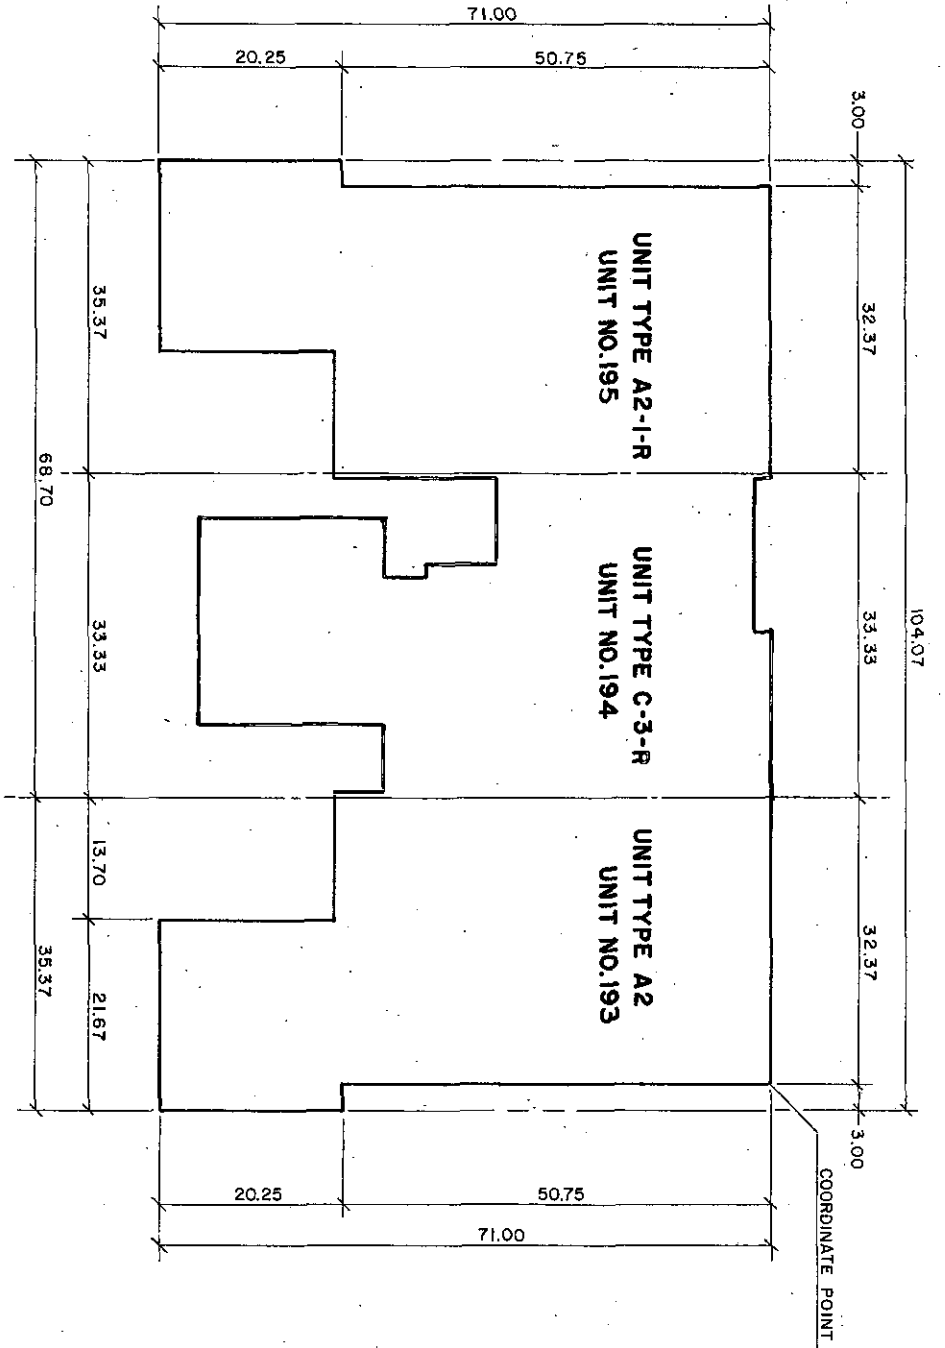 71.00
20.25
50.75
3.00
32.37
33.33
32.37
3.00
104.07
35.37
33.33
13.70
21.67
68.70
35.37
UNIT TYPE A2-1-R
UNIT NO.195
UNIT TYPE C-3-R
UNIT NO.194
UNIT TYPE A2
UNIT NO.193
20.25
50.75
71.00
COORDINATE POINT